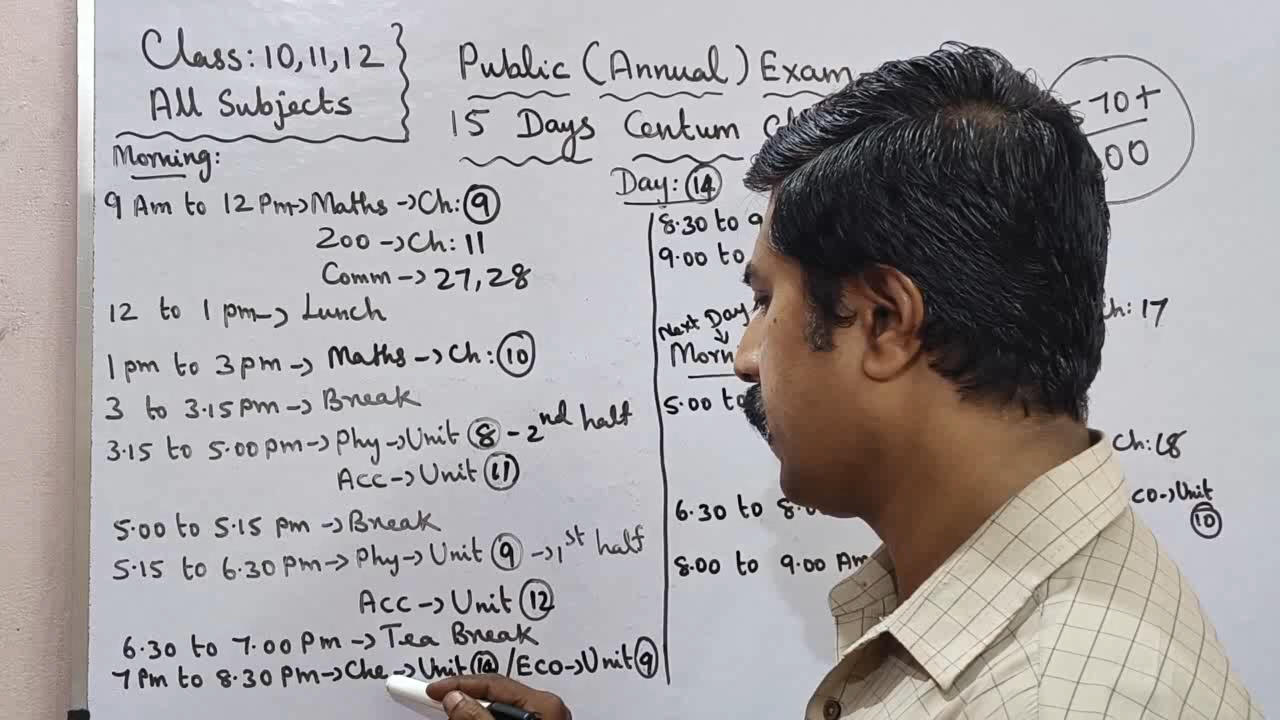 Class: 10, 11, 12
All Subjects
Public (Annual) Exam
15 Days Centum
70+
Morning:
9 Am to 12 Pm → Maths → Ch: 9
Zoo → Ch: 11
Comm → 27, 28
12 to 1 pm → Lunch
1 pm to 3 pm → Maths → Ch: 10
3 to 3.15 pm → Break
3.15 to 5.00 pm → Phy → Unit 8 - 2nd half
Acc → Unit 11
5.00 to 5.15 pm → Break
5.15 to 6.30 pm → Phy → Unit 9 → 1st half
Acc → Unit 12
6.30 to 7.00 Pm → Tea Break
7 Pm to 8.30 Pm → Che → Unit /Eco → Unit 9
Day: 14
8.30 to 9
9.00 to
Ch: 17
Next Day
Morn
5.00 to
Ch: 18
6.30 to 8.
Unit
10
8.00 to 9.00 Am